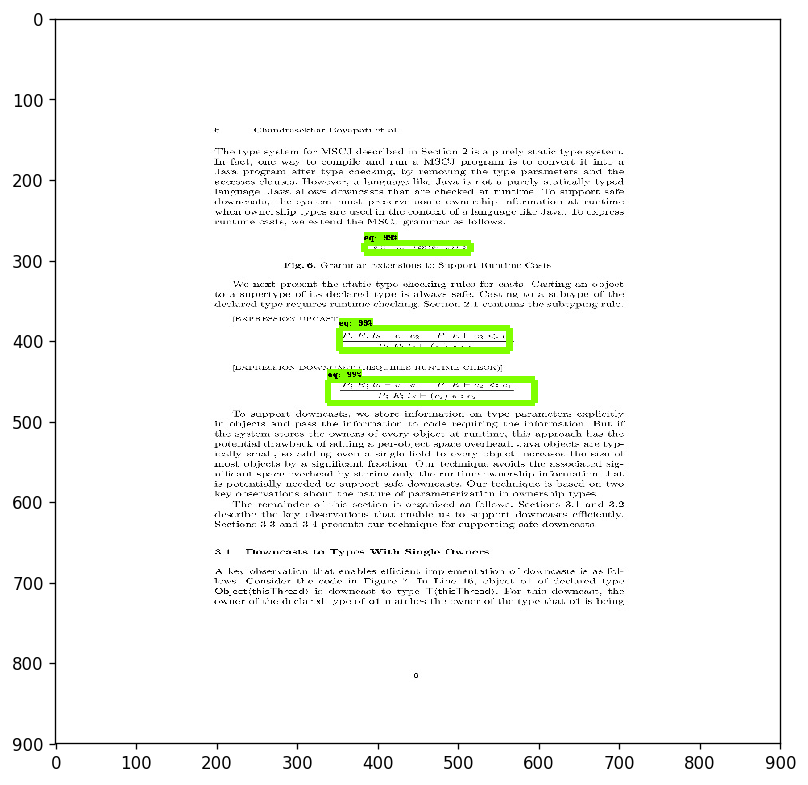 0
6 Chandrasekhar Boyapati et al.
100
The type system for MSCJ described in Section 2 is a purely static type system.
In fact, one way to compile and run a MSCJ program is to convert it into a
Java program after type checking, by removing the type parameters and the
accesses clauses. However, a language like Java is not a purely statically-typed
language. Java allows downcasts that are checked at runtime. To support safe
200
downcasts, the system must preserve some ownership information at runtime
when ownership types are used in the context of a language like Java. To express
runtime casts, we extend the MSCJ grammar as follows.
eq: 99%
300
Fig. 6. Grammar Extensions to Support Runtime Casts
We next present the static type checking rules for casts. Casting an object
to a supertype of its declared type is always safe. Casting to a subtype of the
declared type requires runtime checking. Section 2.4 contains the subtyping rule.
[EXPRESSION UPCAST
eq: 99%
400
[EXPRESSION (REQUIRES RUNTIME CHECK)]
eq: 99%
To support downcasts, we store information on type parameters explicitly
in objects and pass the information to code requiring the information. But if
500
the system stores the owners of every object at runtime, this approach has the
potential drawback of adding a per-object space overhead. Java objects are typ-
ically small, so adding even a single field to every object increases the size of
most objects by a significant fraction. Our technique avoids the associated sig-
nificant space overhead by storing only the runtime ownership information that
is potentially needed to support safe downcasts. Our technique is based on two
key observations about the nature of parameterization in ownership types.
600
The remainder of this section is organized as follows. Sections 3.1 and 3.2
describe the key observations that enable us to support downcasts efficiently.
Sections 3.3 and 3.4 presents our technique for supporting safe downcasts.
3.1 Downcasts to Types With Single Owners
A key observation that enables efficient implementation of downcasts is as fol-
700
lows. Consider the code in Figure 7. In Line 16, object o1 of declared type
Object⟨thisThread⟩ is downcast to type T⟨thisThread⟩. For this downcast, the
owner of the declared type of o1 matches the owner of the type that o1 is being
800
900
0 100 200 300 400 500 600 700 800 900